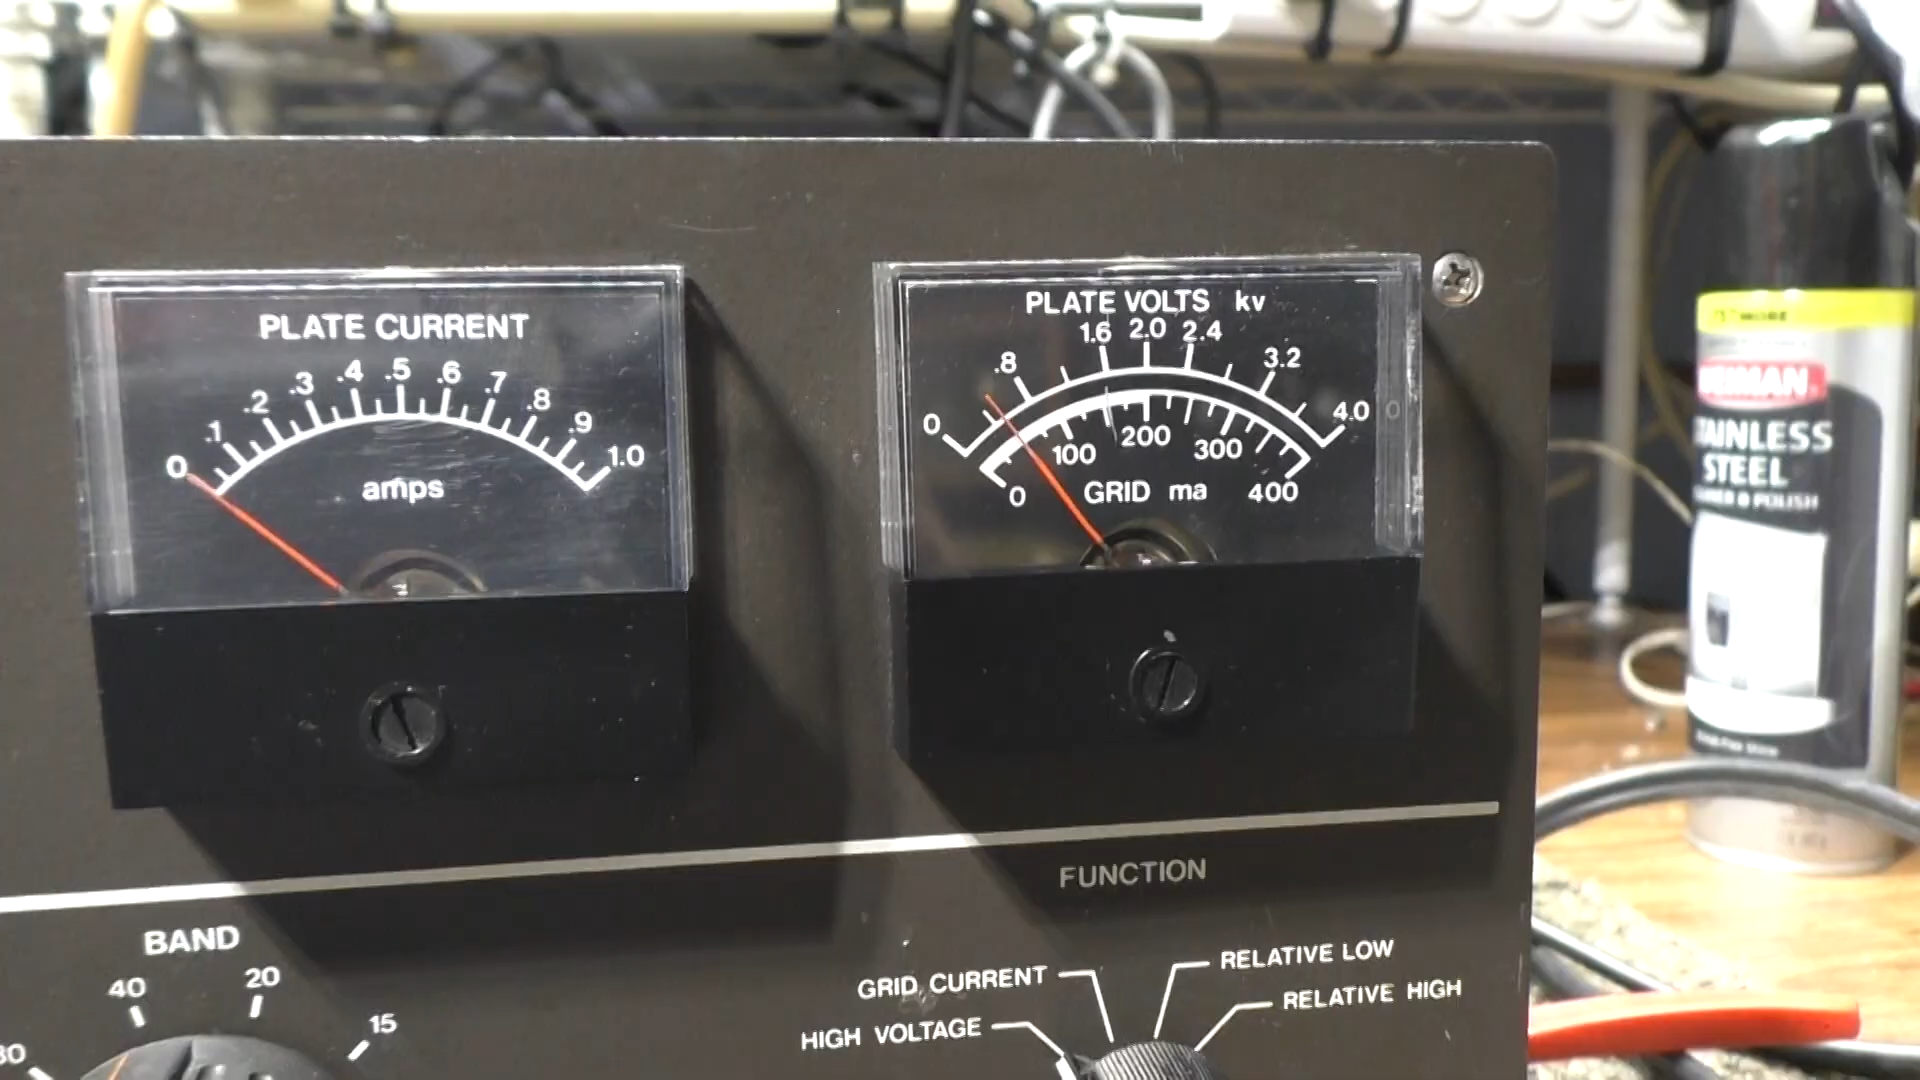 PLATE CURRENT
0 .1 .2 .3 .4 .5 .6 .7 .8 .9 1.0
amps
PLATE VOLTS kv
0 .8 1.6 2.0 2.4 3.2 4.0
0 100 200 300 400
GRID ma
STEEL
& POLISH
FUNCTION
BAND
40 20 15
GRID CURRENT
HIGH VOLTAGE
RELATIVE LOW
RELATIVE HIGH